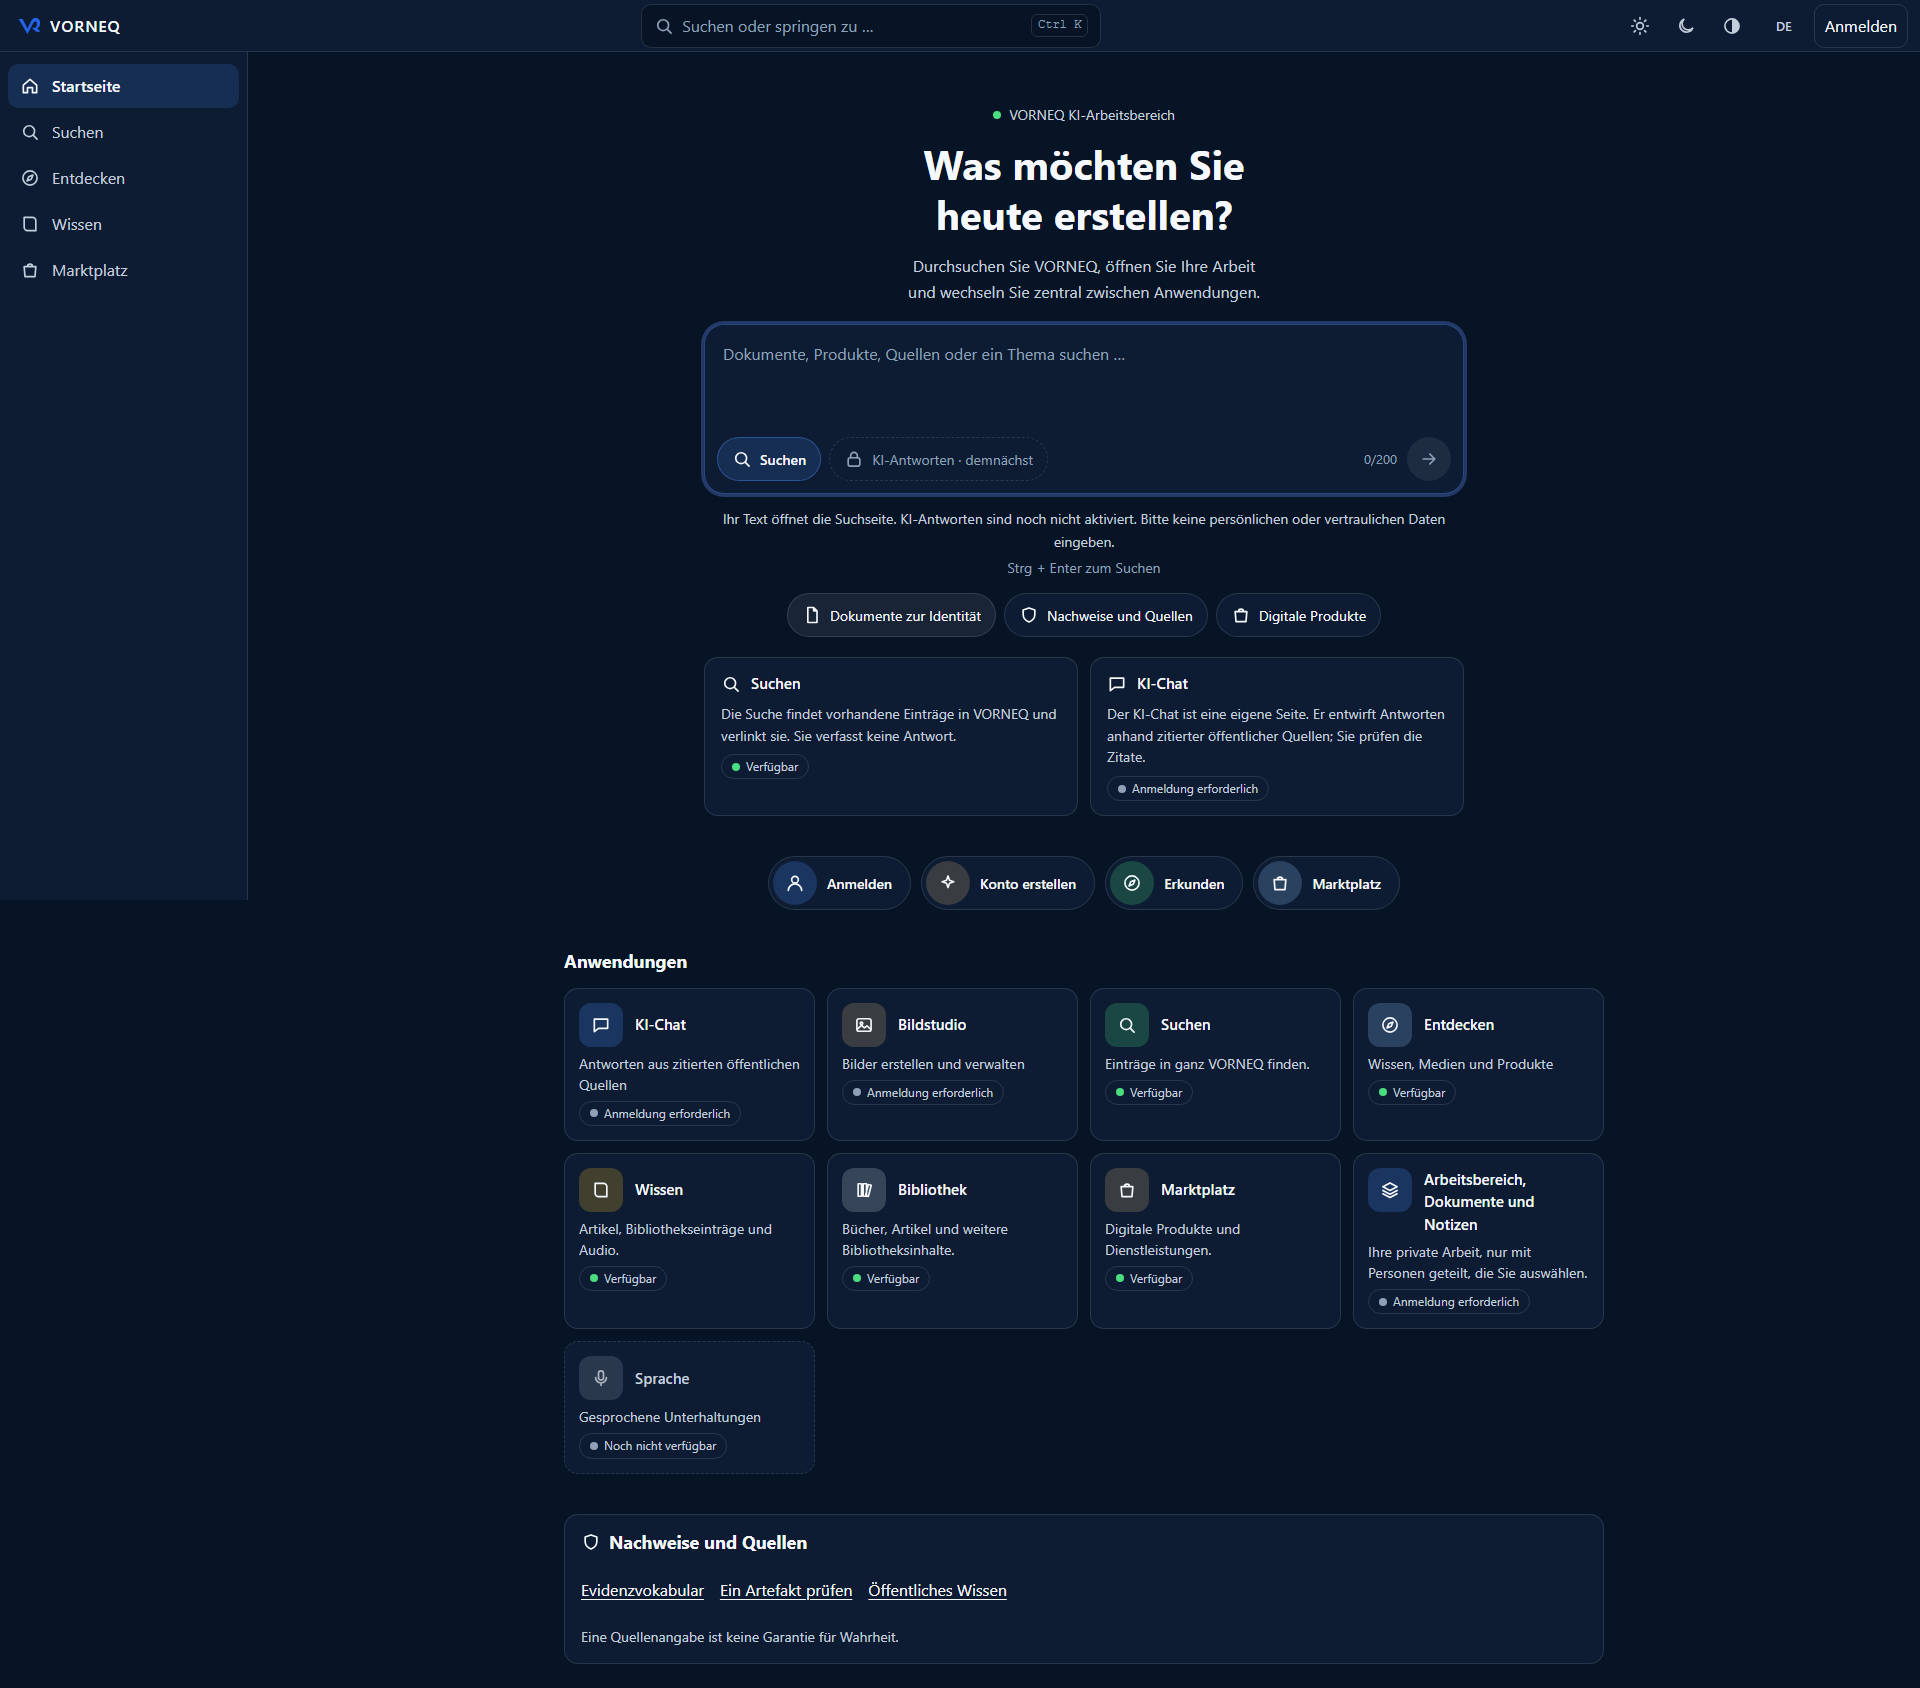 VORNEQ
Suchen oder springen zu ...
Ctrl K
DE
Anmelden
Startseite
Suchen
Entdecken
Wissen
Marktplatz
VORNEQ KI-Arbeitsbereich
Was möchten Sie
heute erstellen?
Durchsuchen Sie VORNEQ, öffnen Sie Ihre Arbeit
und wechseln Sie zentral zwischen Anwendungen.
Dokumente, Produkte, Quellen oder ein Thema suchen ...
Suchen
KI-Antworten · demnächst
0/200
Ihr Text öffnet die Suchseite. KI-Antworten sind noch nicht aktiviert. Bitte keine persönlichen oder vertraulichen Daten
eingeben.
Strg + Enter zum Suchen
Dokumente zur Identität
Nachweise und Quellen
Digitale Produkte
Suchen
Die Suche findet vorhandene Einträge in VORNEQ und
verlinkt sie. Sie verfasst keine Antwort.
Verfügbar
KI-Chat
Der KI-Chat ist eine eigene Seite. Er entwirft Antworten
anhand zitierter öffentlicher Quellen; Sie prüfen die
Zitate.
Anmeldung erforderlich
Anmelden
Konto erstellen
Erkunden
Marktplatz
Anwendungen
KI-Chat
Antworten aus zitierten öffentlichen
Quellen
Anmeldung erforderlich
Bildstudio
Bilder erstellen und verwalten
Anmeldung erforderlich
Suchen
Einträge in ganz VORNEQ finden.
Verfügbar
Entdecken
Wissen, Medien und Produkte
Verfügbar
Wissen
Artikel, Bibliothekseinträge und
Audio.
Verfügbar
Bibliothek
Bücher, Artikel und weitere
Bibliotheksinhalte.
Verfügbar
Marktplatz
Digitale Produkte und
Dienstleistungen.
Verfügbar
Arbeitsbereich,
Dokumente und
Notizen
Ihre private Arbeit, nur mit
Personen geteilt, die Sie auswählen.
Anmeldung erforderlich
Sprache
Gesprochene Unterhaltungen
Noch nicht verfügbar
Nachweise und Quellen
Evidenzvokabular
Ein Artefakt prüfen
Öffentliches Wissen
Eine Quellenangabe ist keine Garantie für Wahrheit.